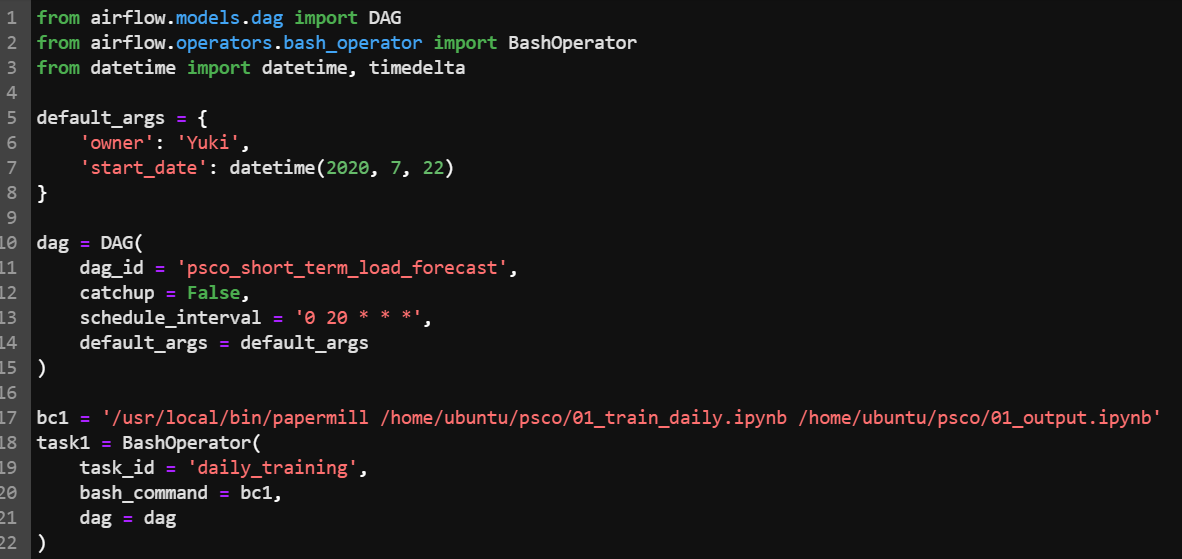 1 from airflow.models.dag import DAG
2 from airflow.operators.bash_operator import BashOperator
3 from datetime import datetime, timedelta
4
5 default_args = {
6     'owner': 'Yuki',
7     'start_date': datetime(2020, 7, 22)
8 }
9
10 dag = DAG(
11     dag_id = 'psco_short_term_load_forecast',
12     catchup = False,
13     schedule_interval = '0 20 * * *',
14     default_args = default_args
15 )
16
17 bc1 = '/usr/local/bin/papermill /home/ubuntu/psco/01_train_daily.ipynb /home/ubuntu/psco/01_output.ipynb'
18 task1 = BashOperator(
19     task_id = 'daily_training',
20     bash_command = bc1,
21     dag = dag
22 )